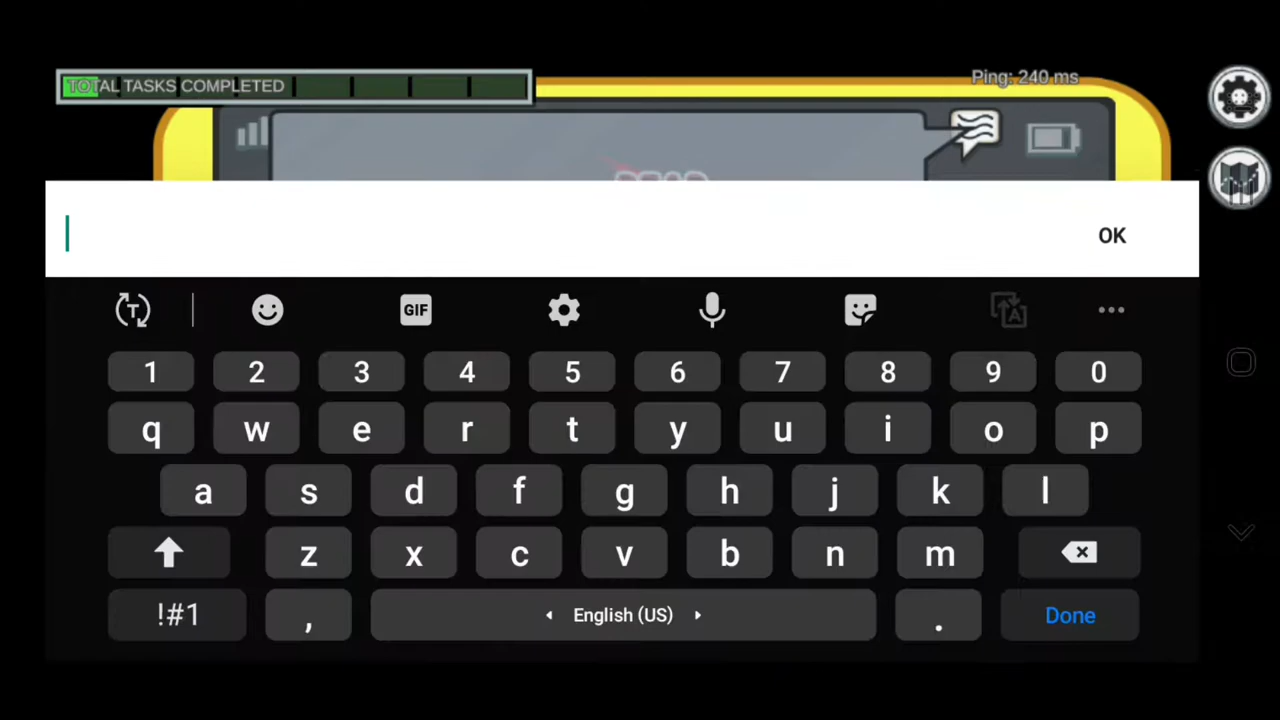 TOTAL TASKS COMPLETED
Ping: 240 ms
OK
GIF
1 2 3 4 5 6 7 8 9 0
q w e r t y u i o p
a s d f g h j k l
z x c v b n m
!#1 , English (US) . Done